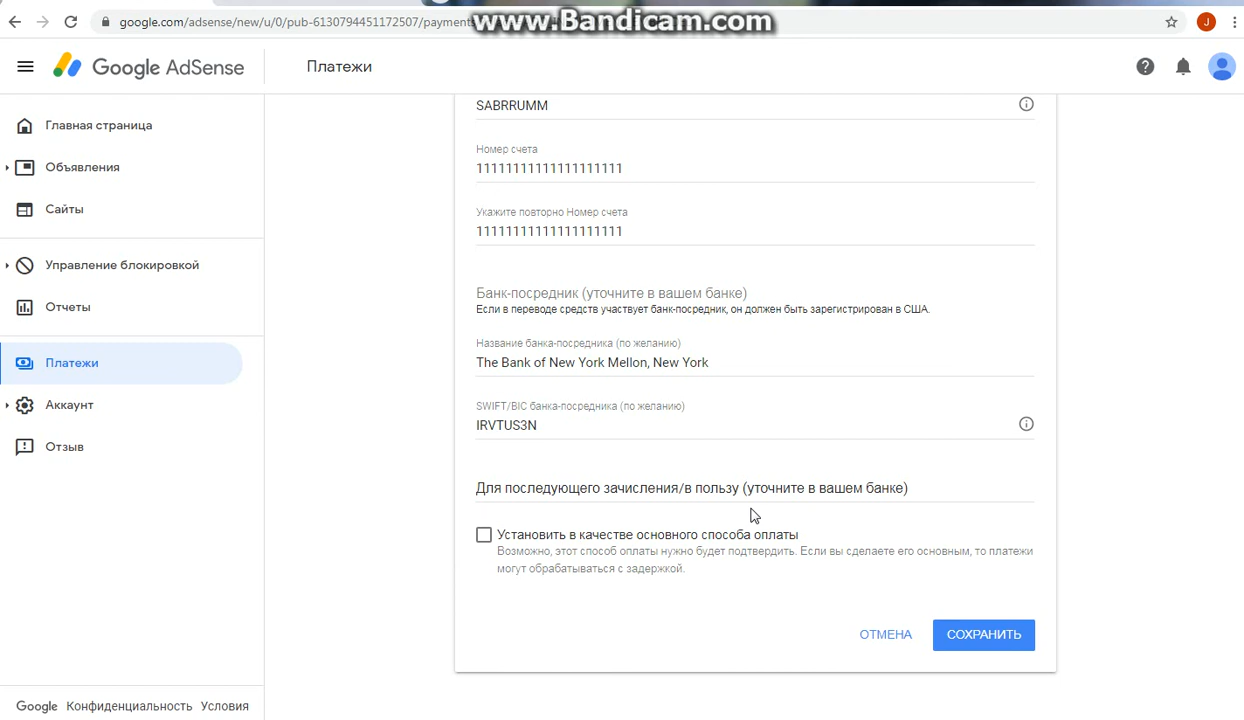 google.com/adsense/new/u/0/pub-6130794451172507/payments
www.Bandicam.com
J
Google AdSense
Платежи
Главная страница
Объявления
Сайты
Управление блокировкой
Отчеты
Платежи
Аккаунт
Отзыв
SABRRUMM
Номер счета
11111111111111111111
Укажите повторно Номер счета
11111111111111111111
Банк-посредник (уточните в вашем банке)
Если в переводе средств участвует банк-посредник, он должен быть зарегистрирован в США.
Название банка-посредника (по желанию)
The Bank of New York Mellon, New York
SWIFT/BIC банка-посредника (по желанию)
IRVTUS3N
Для последующего зачисления/в пользу (уточните в вашем банке)
Установить в качестве основного способа оплаты
Возможно, этот способ оплаты нужно будет подтвердить. Если вы сделаете его основным, то платежи
могут обрабатываться с задержкой.
ОТМЕНА
СОХРАНИТЬ
Google Конфиденциальность Условия